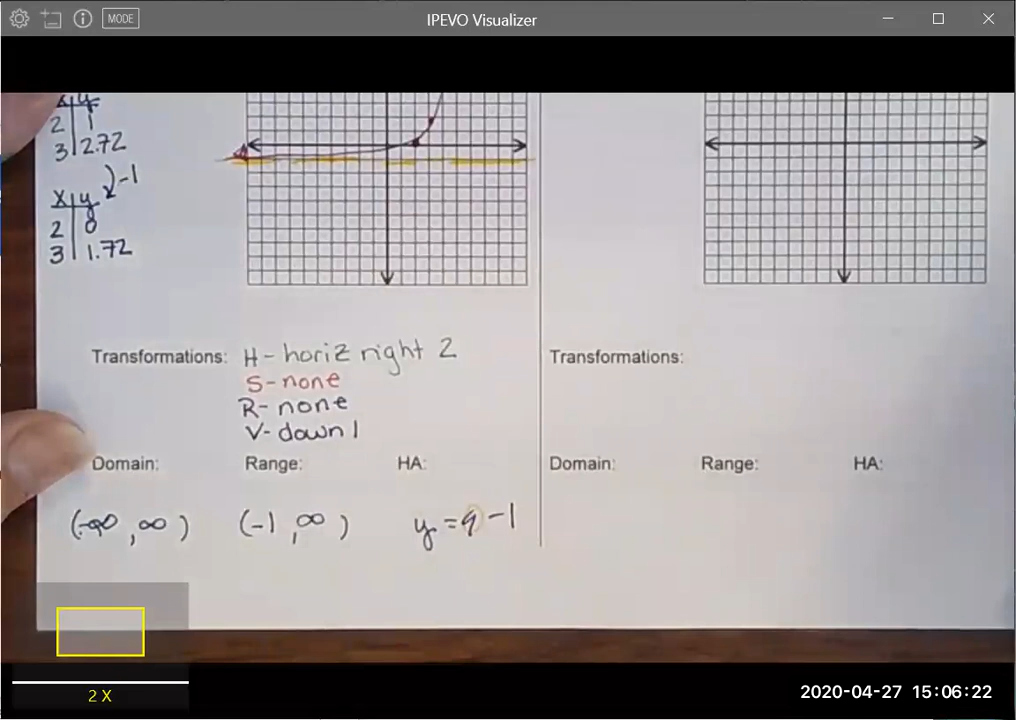 IPEVO Visualizer
MODE
x y
2 1
3 2.72
-1
x y
2 0
3 1.72
Transformations: H - horiz right 2
S - none
R - none
V - down 1
Transformations:
Domain: Range: HA:
(-∞, ∞) (-1, ∞) y = -1
Domain: Range: HA:
2 X
2020-04-27 15:06:22